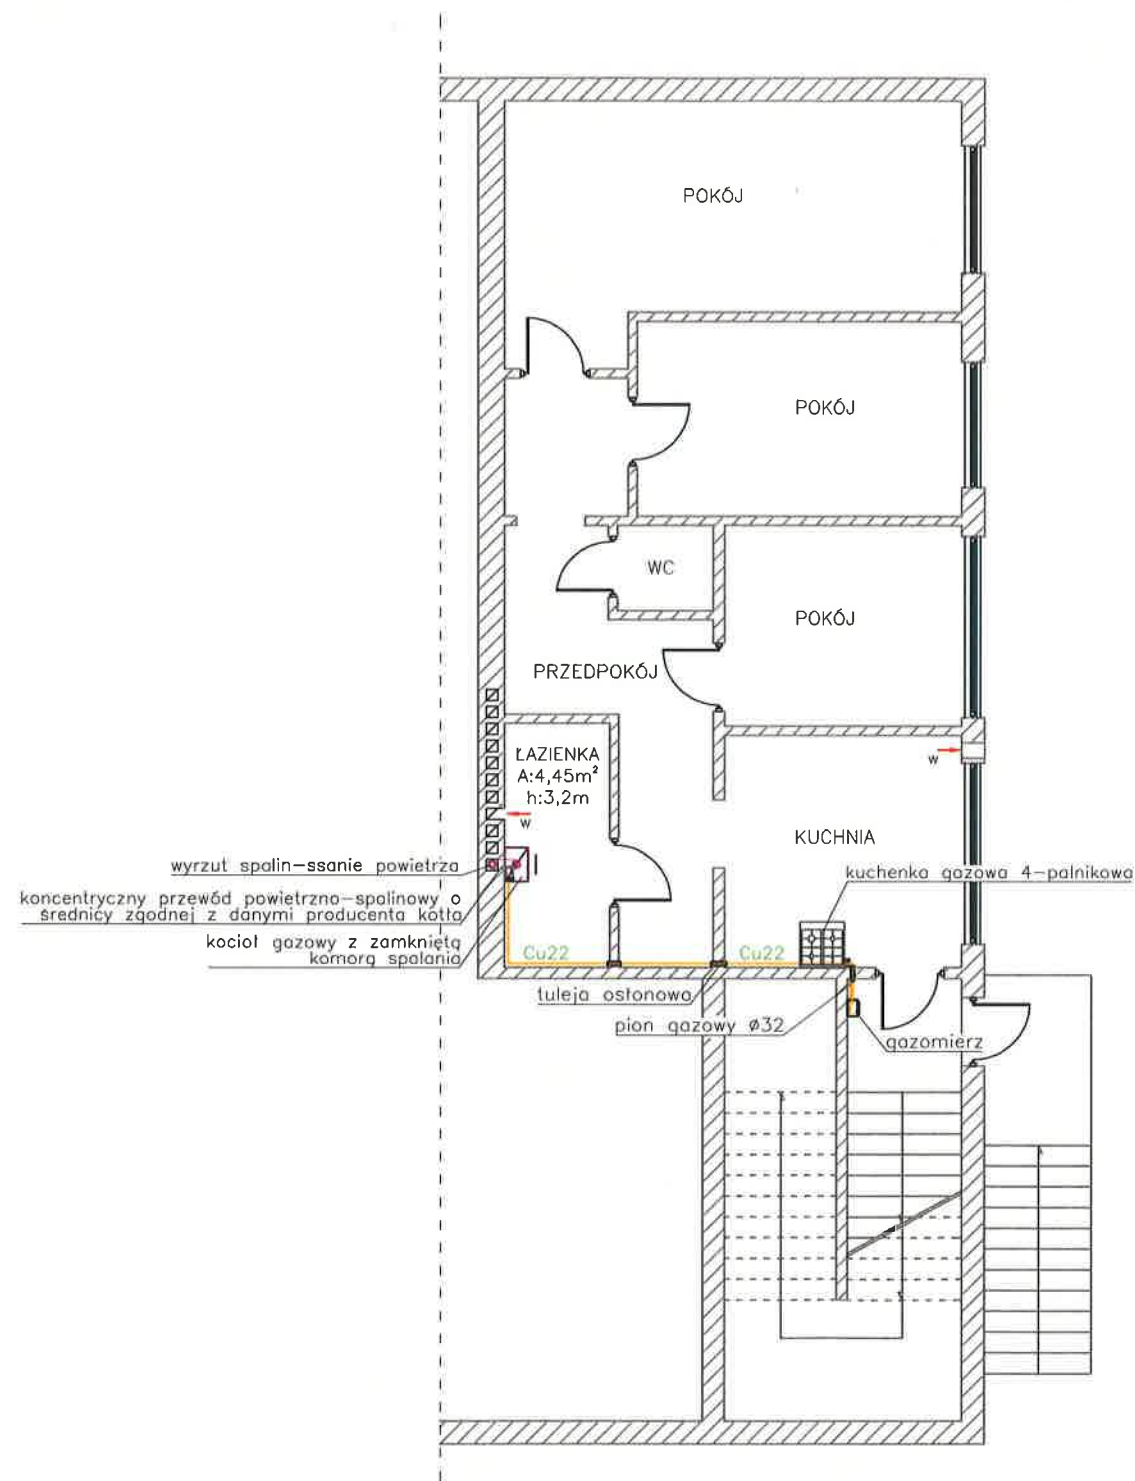 POKÓJ
POKÓJ
WC
POKÓJ
PRZEDPOKÓJ
ŁAZIENKA
A:4,45m²
h:3,2m
w
w
KUCHNIA
wyrzut spalin-ssanie powietrza
kuchenka gazowa 4-palnikowa
koncentryczny przewód powietrzno-spalinowy o
średnicy zgodnej z danymi producenta kotła
kocioł gazowy z zamkniętą
komorą spalania
Cu22
Cu22
tuleja osłonowa
pion gazowy ø32
gazomierz